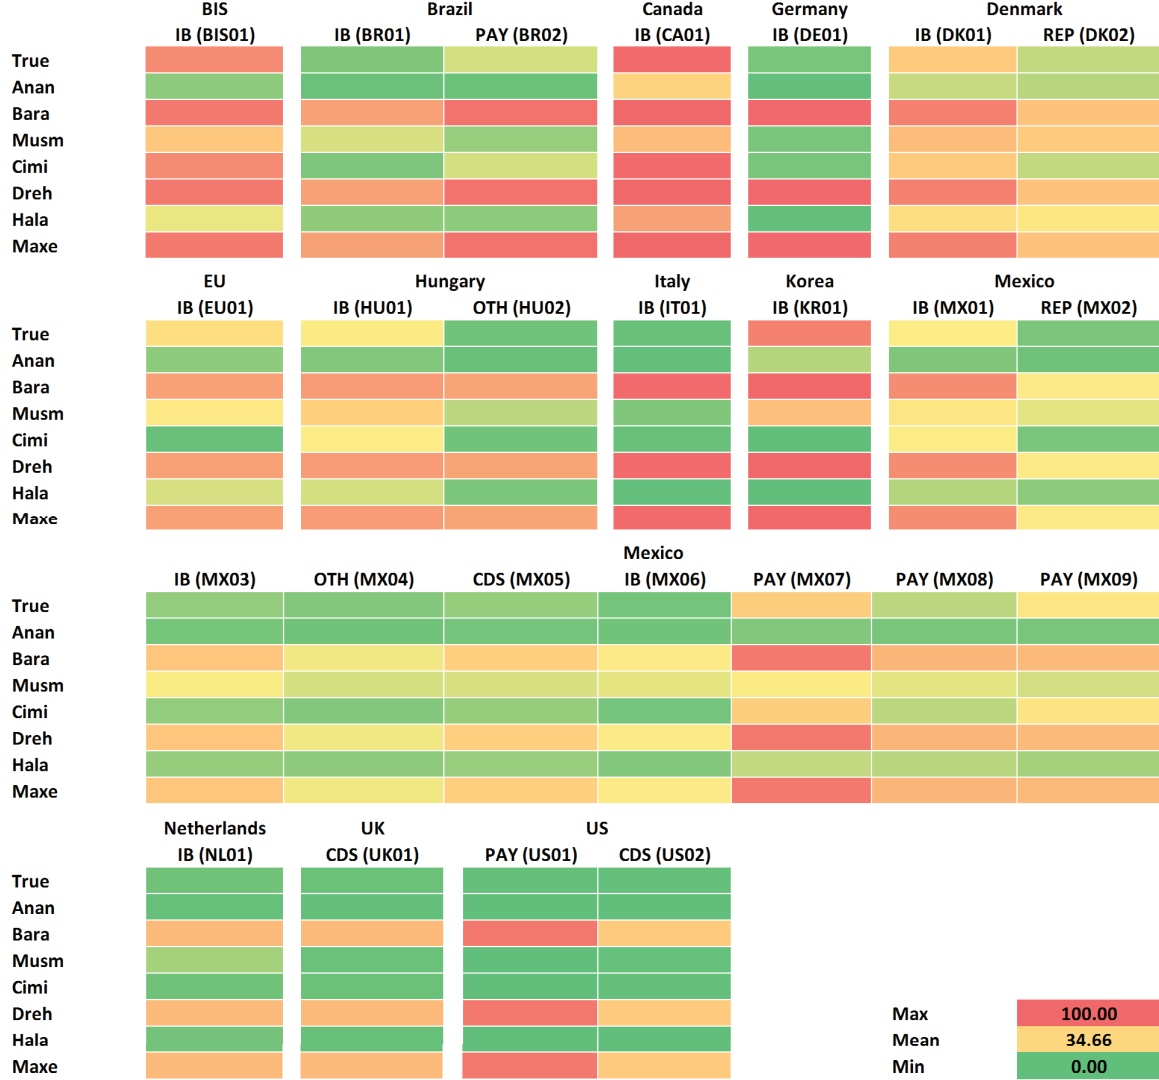 BIS Brazil Canada Germany Denmark
IB (BIS01) IB (BR01) PAY (BR02) IB (CA01) IB (DE01) IB (DK01) REP (DK02)
True
Anan
Bara
Musm
Cimi
Dreh
Hala
Maxe
EU Hungary Italy Korea Mexico
IB (EU01) IB (HU01) OTH (HU02) IB (IT01) IB (KR01) IB (MX01) REP (MX02)
True
Anan
Bara
Musm
Cimi
Dreh
Hala
Maxe
Mexico
IB (MX03) OTH (MX04) CDS (MX05) IB (MX06) PAY (MX07) PAY (MX08) PAY (MX09)
True
Anan
Bara
Musm
Cimi
Dreh
Hala
Maxe
Netherlands UK US
IB (NL01) CDS (UK01) PAY (US01) CDS (US02)
True
Anan
Bara
Musm
Cimi
Dreh Max 100.00
Hala Mean 34.66
Maxe Min 0.00